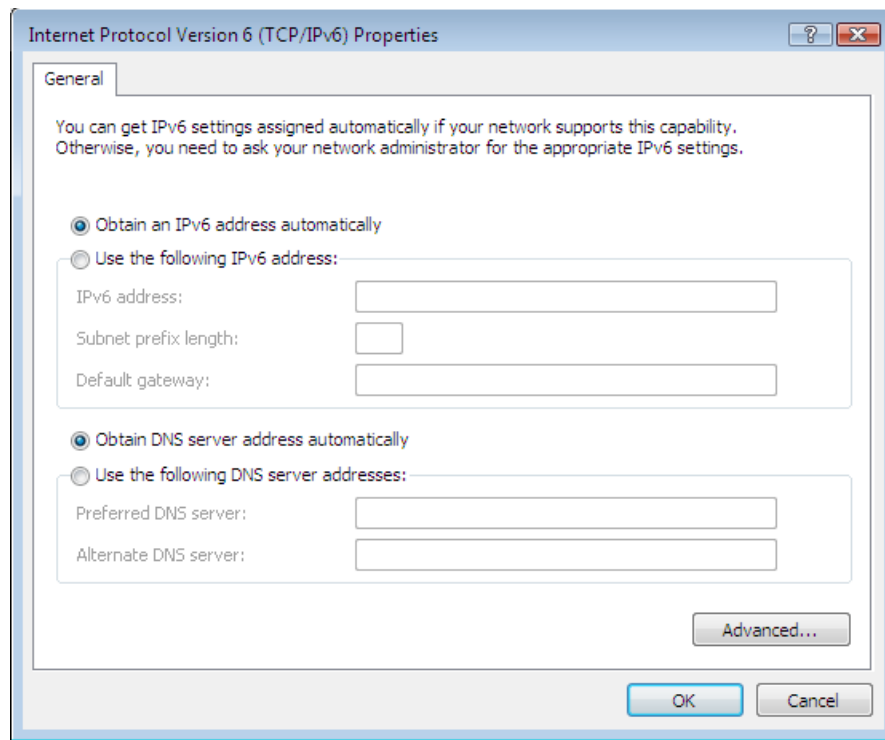 Internet Protocol Version 6 (TCP/IPv6) Properties
General
You can get IPv6 settings assigned automatically if your network supports this capability.
Otherwise, you need to ask your network administrator for the appropriate IPv6 settings.
Obtain an IPv6 address automatically
Use the following IPv6 address:
IPv6 address:
Subnet prefix length:
Default gateway:
Obtain DNS server address automatically
Use the following DNS server addresses:
Preferred DNS server:
Alternate DNS server:
Advanced...
OK
Cancel